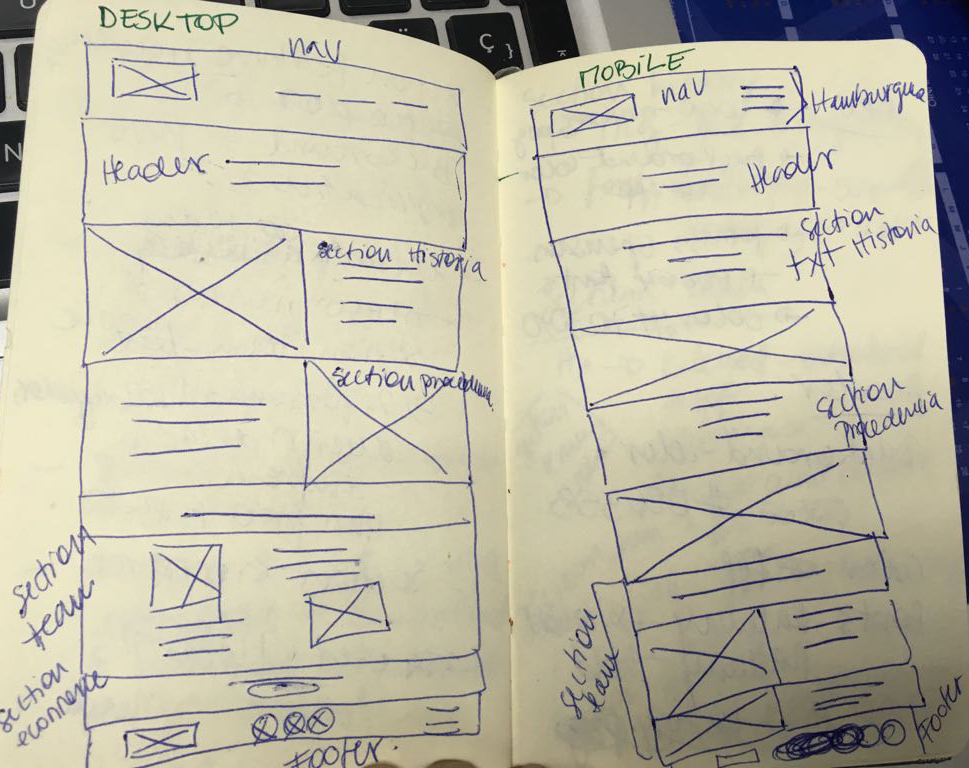 DESKTOP
nav
Header
Section Historia
Section procedencia
Section
team
Section
ecommerce
Footer
MOBILE
nav
Hamburguesa
Header
Section
txt Historia
Section
Procedencia
Section
team
Footer
Ç
}
N